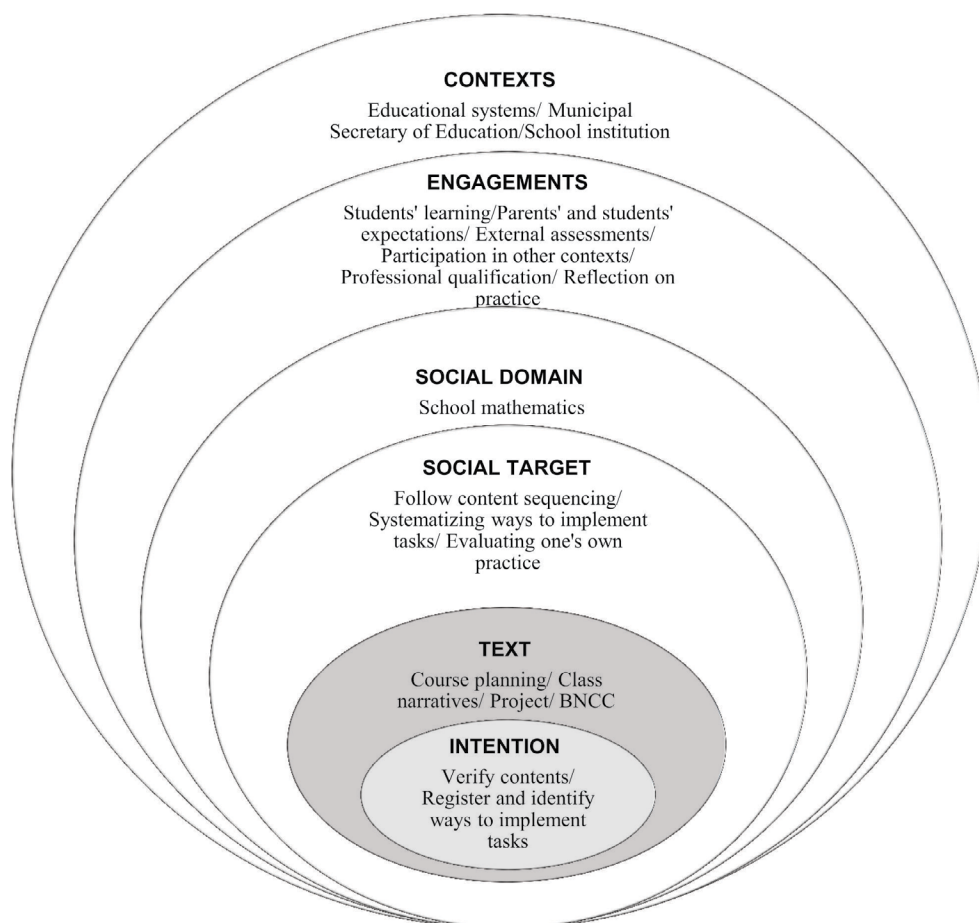 CONTEXTS
Educational systems/ Municipal
Secretary of Education/School institution
ENGAGEMENTS
Students' learning/Parents' and students'
expectations/ External assessments/
Participation in other contexts/
Professional qualification/ Reflection on
practice
SOCIAL DOMAIN
School mathematics
SOCIAL TARGET
Follow content sequencing/
Systematizing ways to implement
tasks/ Evaluating one's own
practice
TEXT
Course planning/ Class
narratives/ Project/ BNCC
INTENTION
Verify contents/
Register and identify
ways to implement
tasks